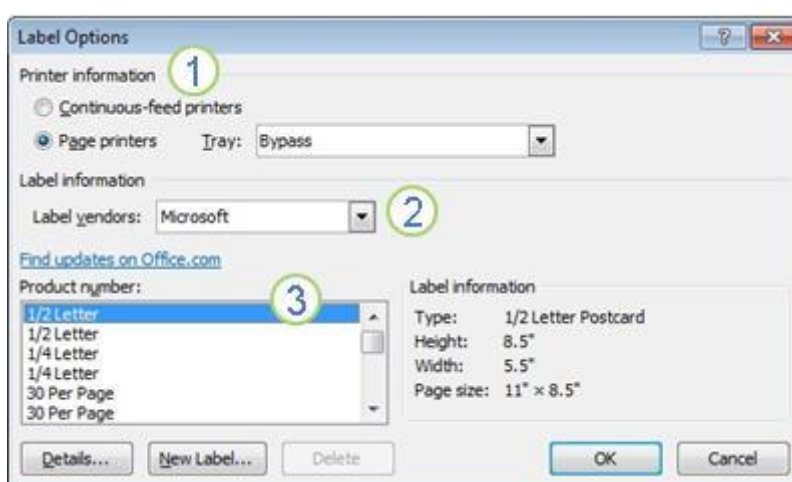 Label Options
Printer information 1
Continuous-feed printers
Page printers Tray: Bypass
Label information
Label vendors: Microsoft 2
Find updates on Office.com
Product number: 3
1/2 Letter
1/2 Letter
1/4 Letter
1/4 Letter
30 Per Page
30 Per Page
Label information
Type: 1/2 Letter Postcard
Height: 8.5"
Width: 5.5"
Page size: 11" × 8.5"
Details... New Label... Delete OK Cancel